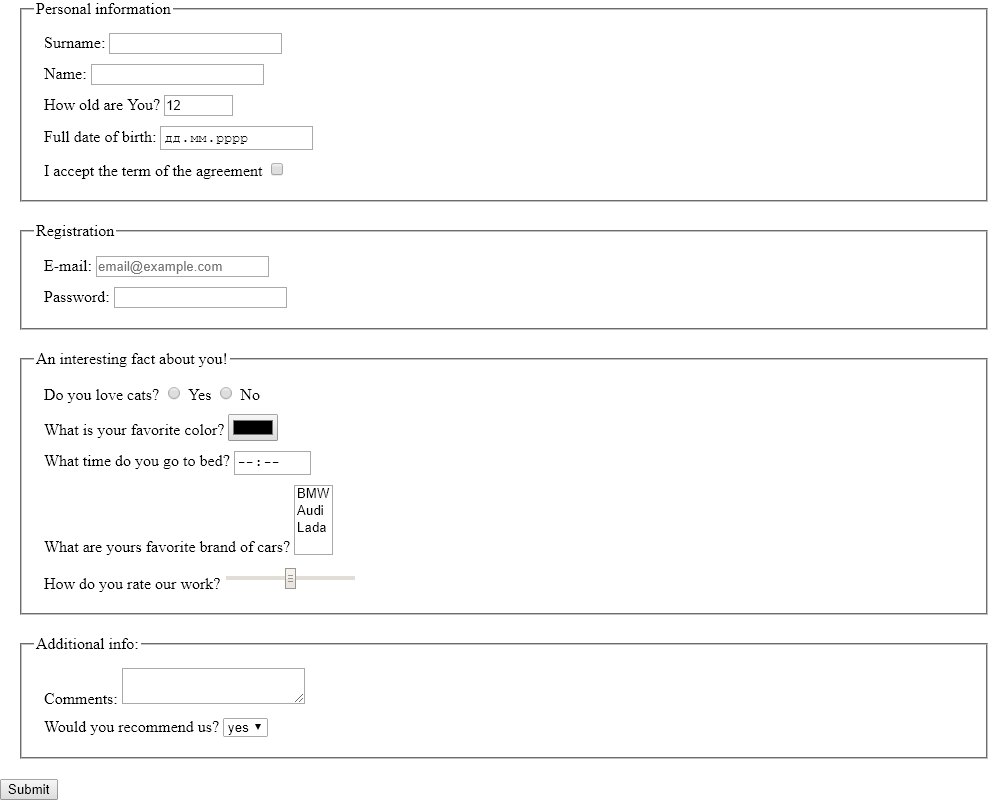 Personal information
Surname:
Name:
How old are You? 12
Full date of birth: дд.мм.рррр
I accept the term of the agreement
Registration
E-mail: email@example.com
Password:
An interesting fact about you!
Do you love cats? Yes No
What is your favorite color?
What time do you go to bed? --:--
BMW
Audi
Lada
What are yours favorite brand of cars?
How do you rate our work?
Additional info:
Comments:
Would you recommend us? yes
Submit